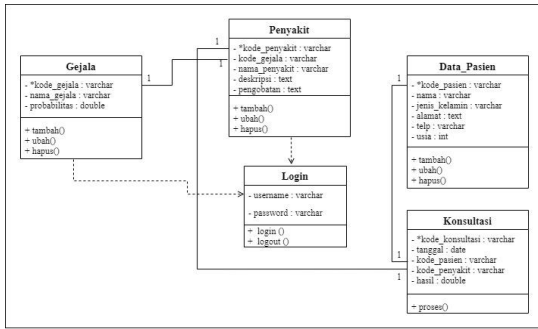 Penyakit
- *kode_penyakit : varchar
- kode_gejala : varchar
- nama_penyakit : varchar
- deskripsi : text
- pengobatan : text
+ tambah()
+ ubah()
+ hapus()
Gejala
- *kode_gejala : varchar
- nama_gejala : varchar
- probabilitas : double
+ tambah()
+ ubah()
+ hapus()
1
1
1
Data_Pasien
- *kode_pasien : varchar
- nama : varchar
- jenis_kelamin : varchar
- alamat : text
- telp : varchar
- usia : int
+ tambah()
+ ubah()
+ hapus()
1
Login
- username : varchar
- password : varchar
+ login ()
+ logout ()
Konsultasi
- *kode_konsultasi : varchar
- tanggal : date
- kode_pasien : varchar
- kode_penyakit : varchar
- hasil : double
+ proses()
1
1